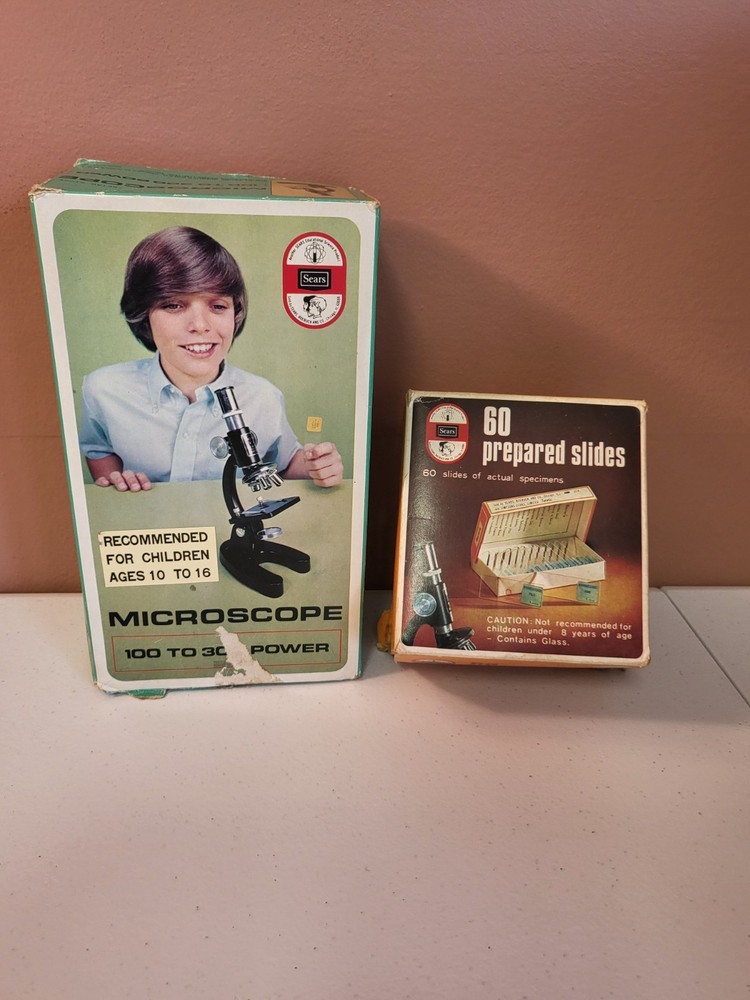 Sears
RECOMMENDED
FOR CHILDREN
AGES 10 TO 16
MICROSCOPE
100 TO 30 POWER
Sears
60
prepared slides
60 slides of actual specimens
CAUTION: Not recommended for
children under 8 years of age
- Contains Glass.